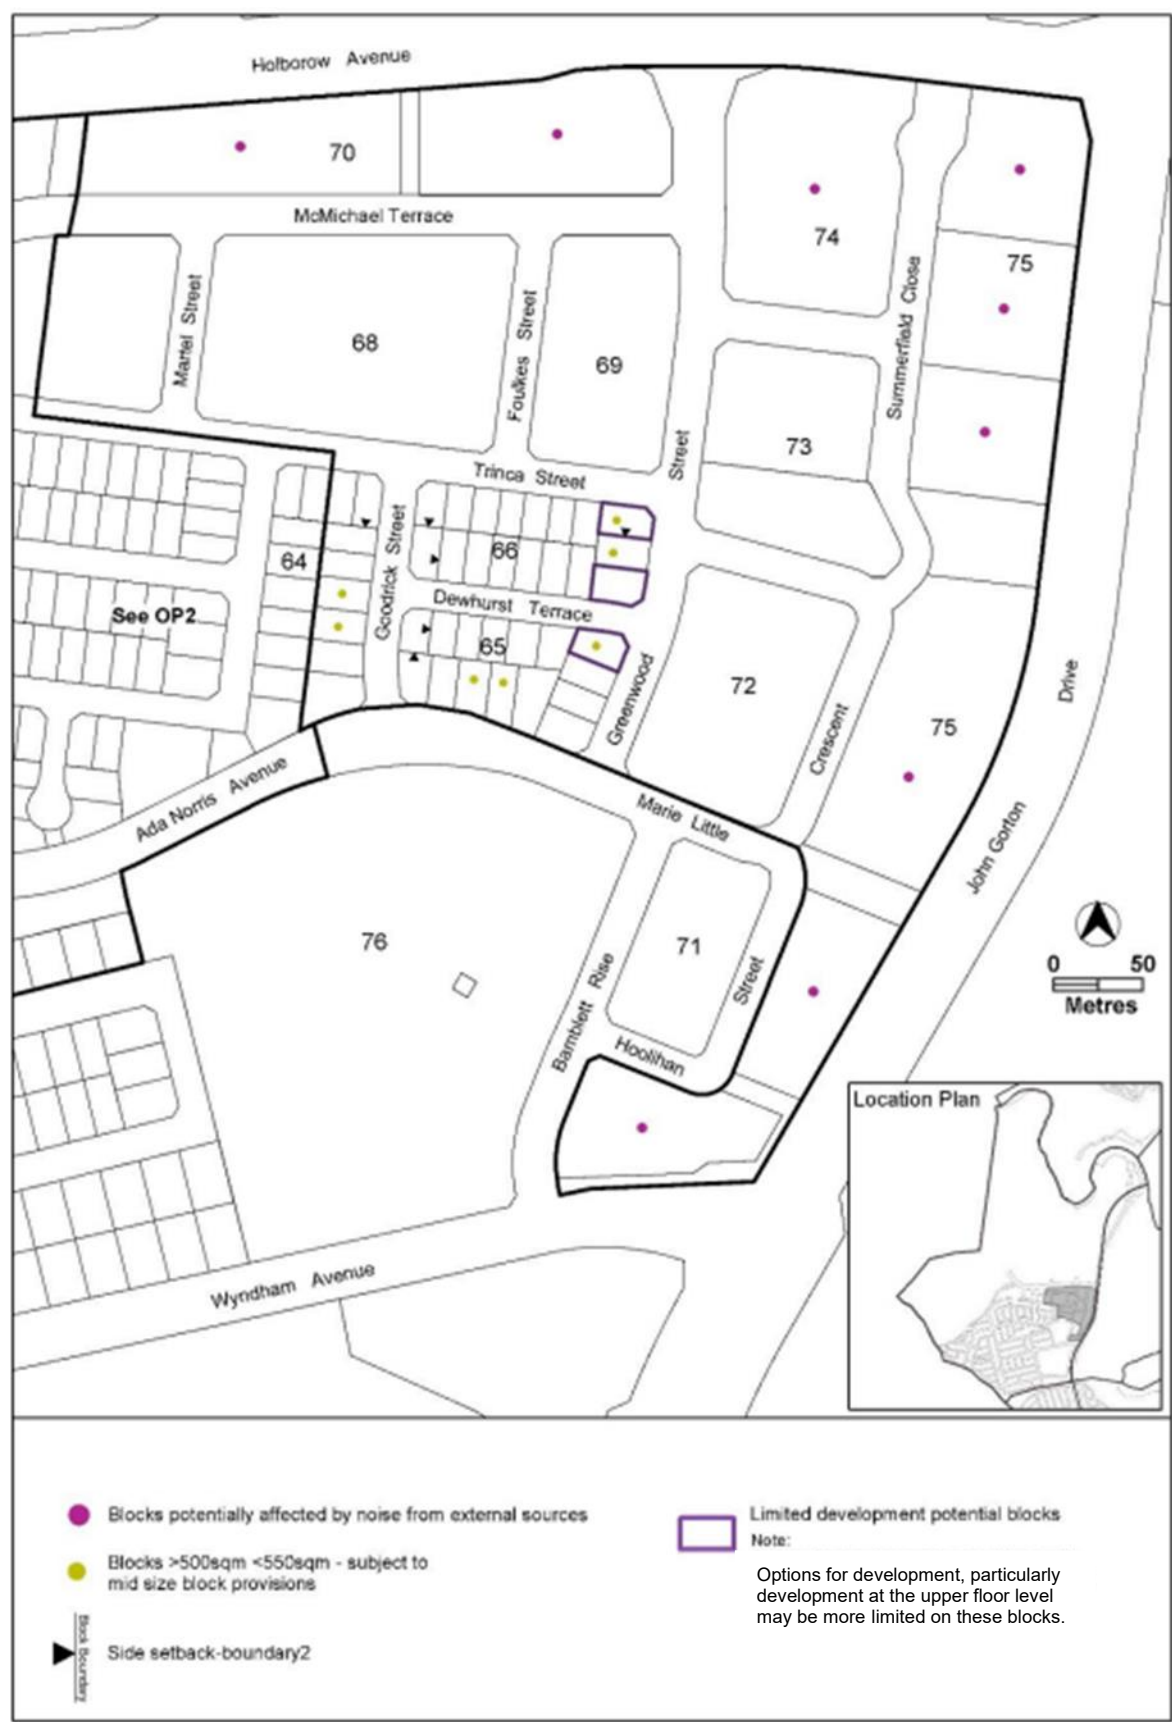 Holborow Avenue
70
McMichael Terrace
74
75
Martel Street
68
Foulkes Street
69
Summerfield Close
73
Street
Trinca Street
64
Goodrick Street
66
See OP2
Dewhurst Terrace
65
Greenwood
72
Drive
75
Crescent
Ada Norris Avenue
Marie Little
John Gorton
76
71
Bamblett Rise
Street
Hoolihan
0 50
Metres
Location Plan
Wyndham Avenue
Blocks potentially affected by noise from external sources
Blocks >500sqm <550sqm - subject to
mid size block provisions
Block Boundary
Side setback-boundary2
Limited development potential blocks
Note:
Options for development, particularly
development at the upper floor level
may be more limited on these blocks.